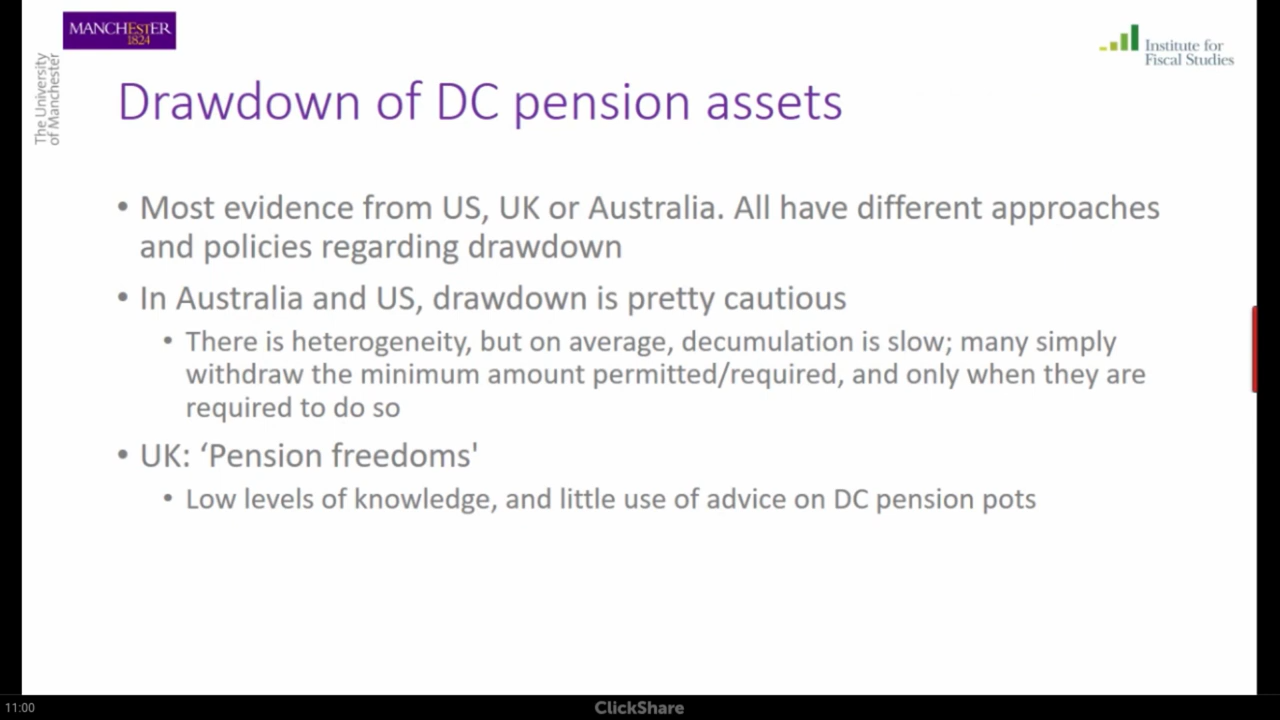 MANCHESTER
1824
The University
of Manchester
Institute for
Fiscal Studies
Drawdown of DC pension assets
• Most evidence from US, UK or Australia. All have different approaches
and policies regarding drawdown
• In Australia and US, drawdown is pretty cautious
• There is heterogeneity, but on average, decumulation is slow; many simply
withdraw the minimum amount permitted/required, and only when they are
required to do so
• UK: ‘Pension freedoms'
• Low levels of knowledge, and little use of advice on DC pension pots
11:00
ClickShare